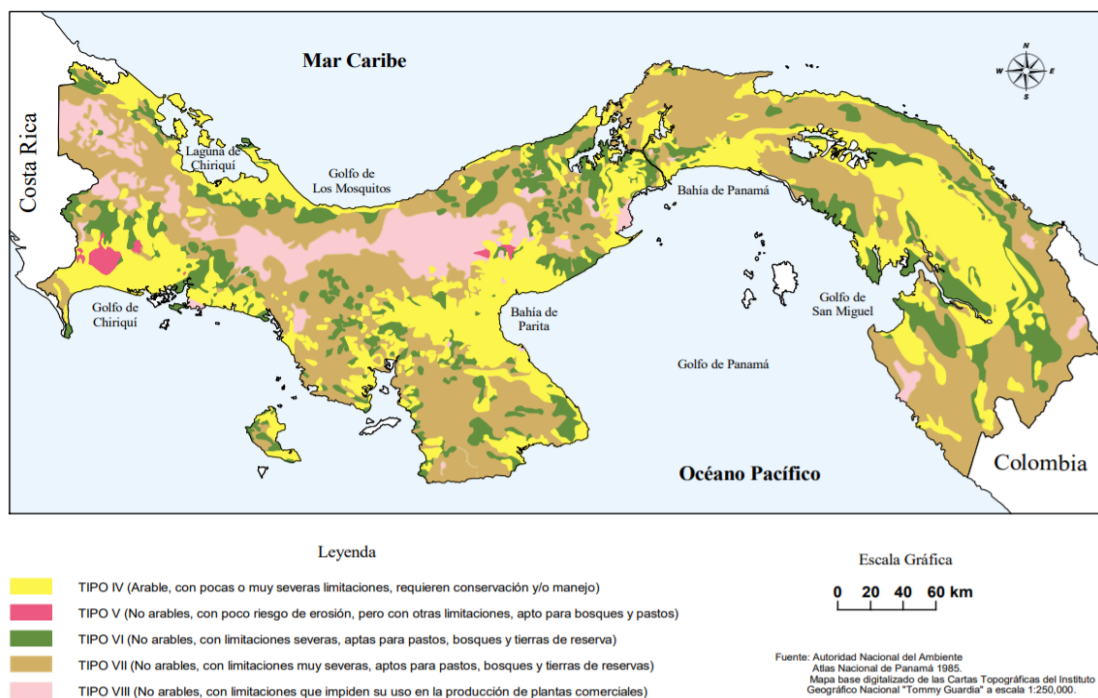 Mar Caribe
N
W
E
S
Costa Rica
Laguna de
Chiriquí
Golfo de
Los Mosquitos
Bahía de Panamá
Golfo de
Chiriquí
Bahía de
Parita
Golfo de
San Miguel
Golfo de Panamá
Océano Pacífico
Colombia
Leyenda
TIPO IV (Arable, con pocas o muy severas limitaciones, requieren conservación y/o manejo)
TIPO V (No arables, con poco riesgo de erosión, pero con otras limitaciones, apto para bosques y pastos)
TIPO VI (No arables, con limitaciones severas, aptas para pastos, bosques y tierras de reserva)
TIPO VII (No arables, con limitaciones muy severas, aptos para pastos, bosques y tierras de reservas)
TIPO VIII (No arables, con limitaciones que impiden su uso en la producción de plantas comerciales)
Escala Gráfica
0 20 40 60 km
Fuente: Autoridad Nacional del Ambiente
Atlas Nacional de Panamá 1985.
Mapa base digitalizado de las Cartas Topográficas del Instituto
Geográfico Nacional "Tommy Guardia" a escala 1:250,000.